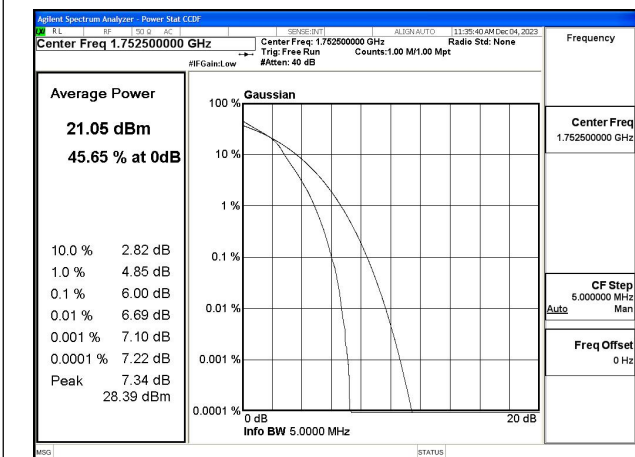 Agilent Spectrum Analyzer - Power Stat CCDF
RL RF 50 Ω AC SENSE:INT ALIGN AUTO 11:35:40 AM Dec 04, 2023
Center Freq 1.752500000 GHz
Center Freq: 1.752500000 GHz Radio Std: None
Trig: Free Run Counts:1.00 M/1.00 Mpt
#IFGain:Low #Atten: 40 dB
Frequency
Average Power
21.05 dBm
45.65 % at 0dB
10.0 % 2.82 dB
1.0 % 4.85 dB
0.1 % 6.00 dB
0.01 % 6.69 dB
0.001 % 7.10 dB
0.0001 % 7.22 dB
Peak 7.34 dB
28.39 dBm
Gaussian
100 %
10 %
1 %
0.1 %
0.01 %
0.001 %
0.0001 %
0 dB 20 dB
Info BW 5.0000 MHz
Center Freq
1.752500000 GHz
CF Step
5.000000 MHz
Auto Man
Freq Offset
0 Hz
MSG STATUS